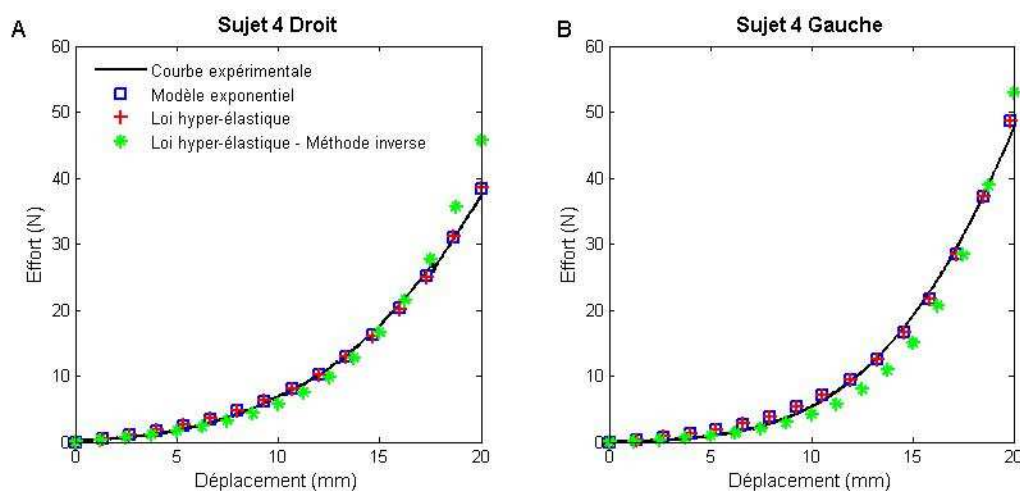 A
Sujet 4 Droit
60
50
40
30
20
10
0
Effort (N)
Courbe expérimentale
Modèle exponentiel
Loi hyper-élastique
Loi hyper-élastique - Méthode inverse
0
5
10
15
20
Déplacement (mm)
B
Sujet 4 Gauche
60
50
40
30
20
10
0
Effort (N)
0
5
10
15
20
Déplacement (mm)